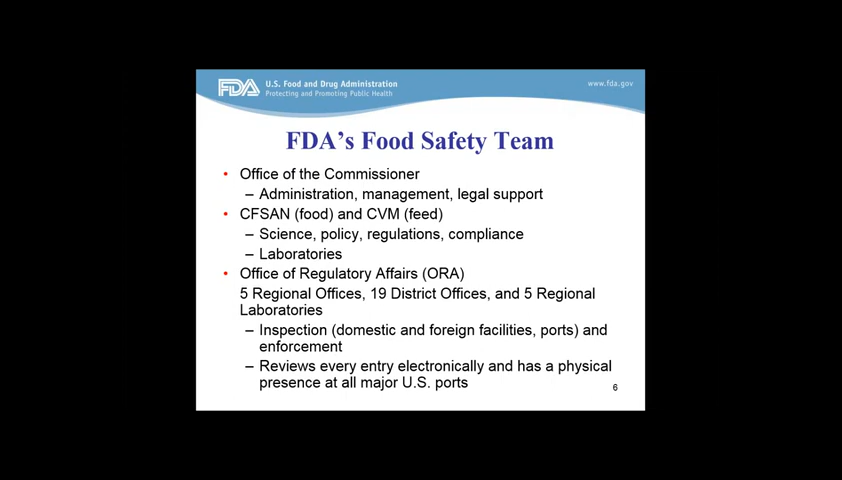 FDA U.S. Food and Drug Administration
Protecting and Promoting Public Health
www.fda.gov
FDA's Food Safety Team
• Office of the Commissioner
– Administration, management, legal support
• CFSAN (food) and CVM (feed)
– Science, policy, regulations, compliance
– Laboratories
• Office of Regulatory Affairs (ORA)
5 Regional Offices, 19 District Offices, and 5 Regional
Laboratories
– Inspection (domestic and foreign facilities, ports) and
enforcement
– Reviews every entry electronically and has a physical
presence at all major U.S. ports
6